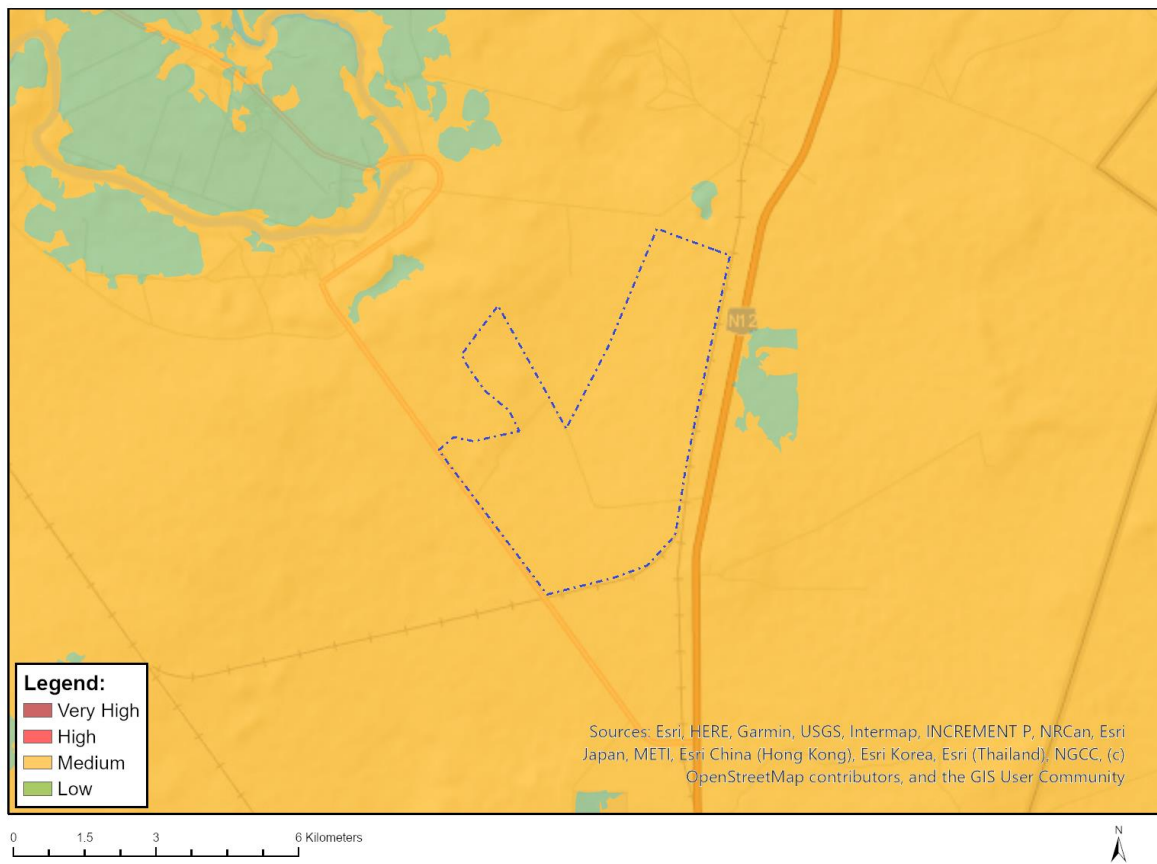 N12
Legend:
Very High
High
Medium
Low
Sources: Esri, HERE, Garmin, USGS, Intermap, INCREMENT P, NRCan, Esri
Japan, METI, Esri China (Hong Kong), Esri Korea, Esri (Thailand), NGCC, (c)
OpenStreetMap contributors, and the GIS User Community
0 1.5 3 6 Kilometers
N